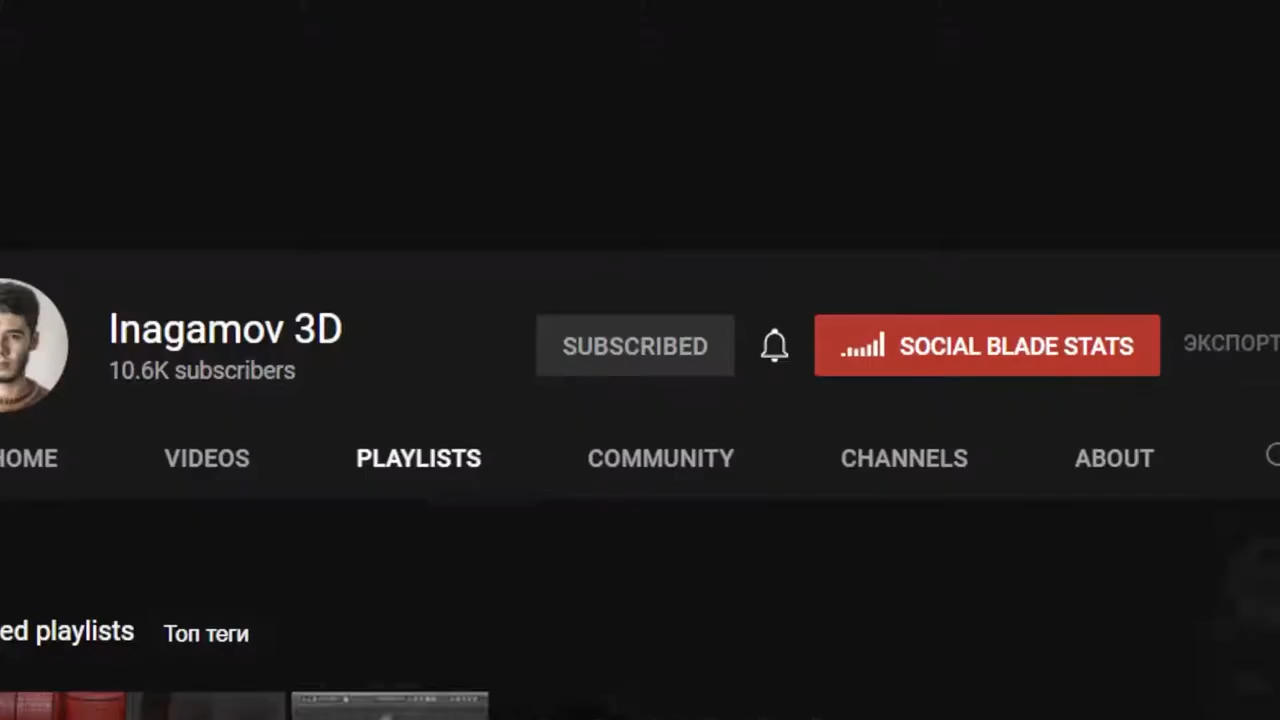 Inagamov 3D
10.6K subscribers
SUBSCRIBED
SOCIAL BLADE STATS
ЭКСПОРТ
HOME VIDEOS PLAYLISTS COMMUNITY CHANNELS ABOUT
ed playlists Топ теги